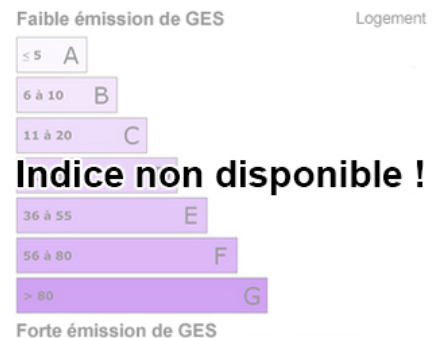 Faible émission de GES
Logement
≤ 5 A
6 à 10 B
11 à 20 C
Indice non disponible !
36 à 55 E
56 à 80 F
> 80 G
Forte émission de GES